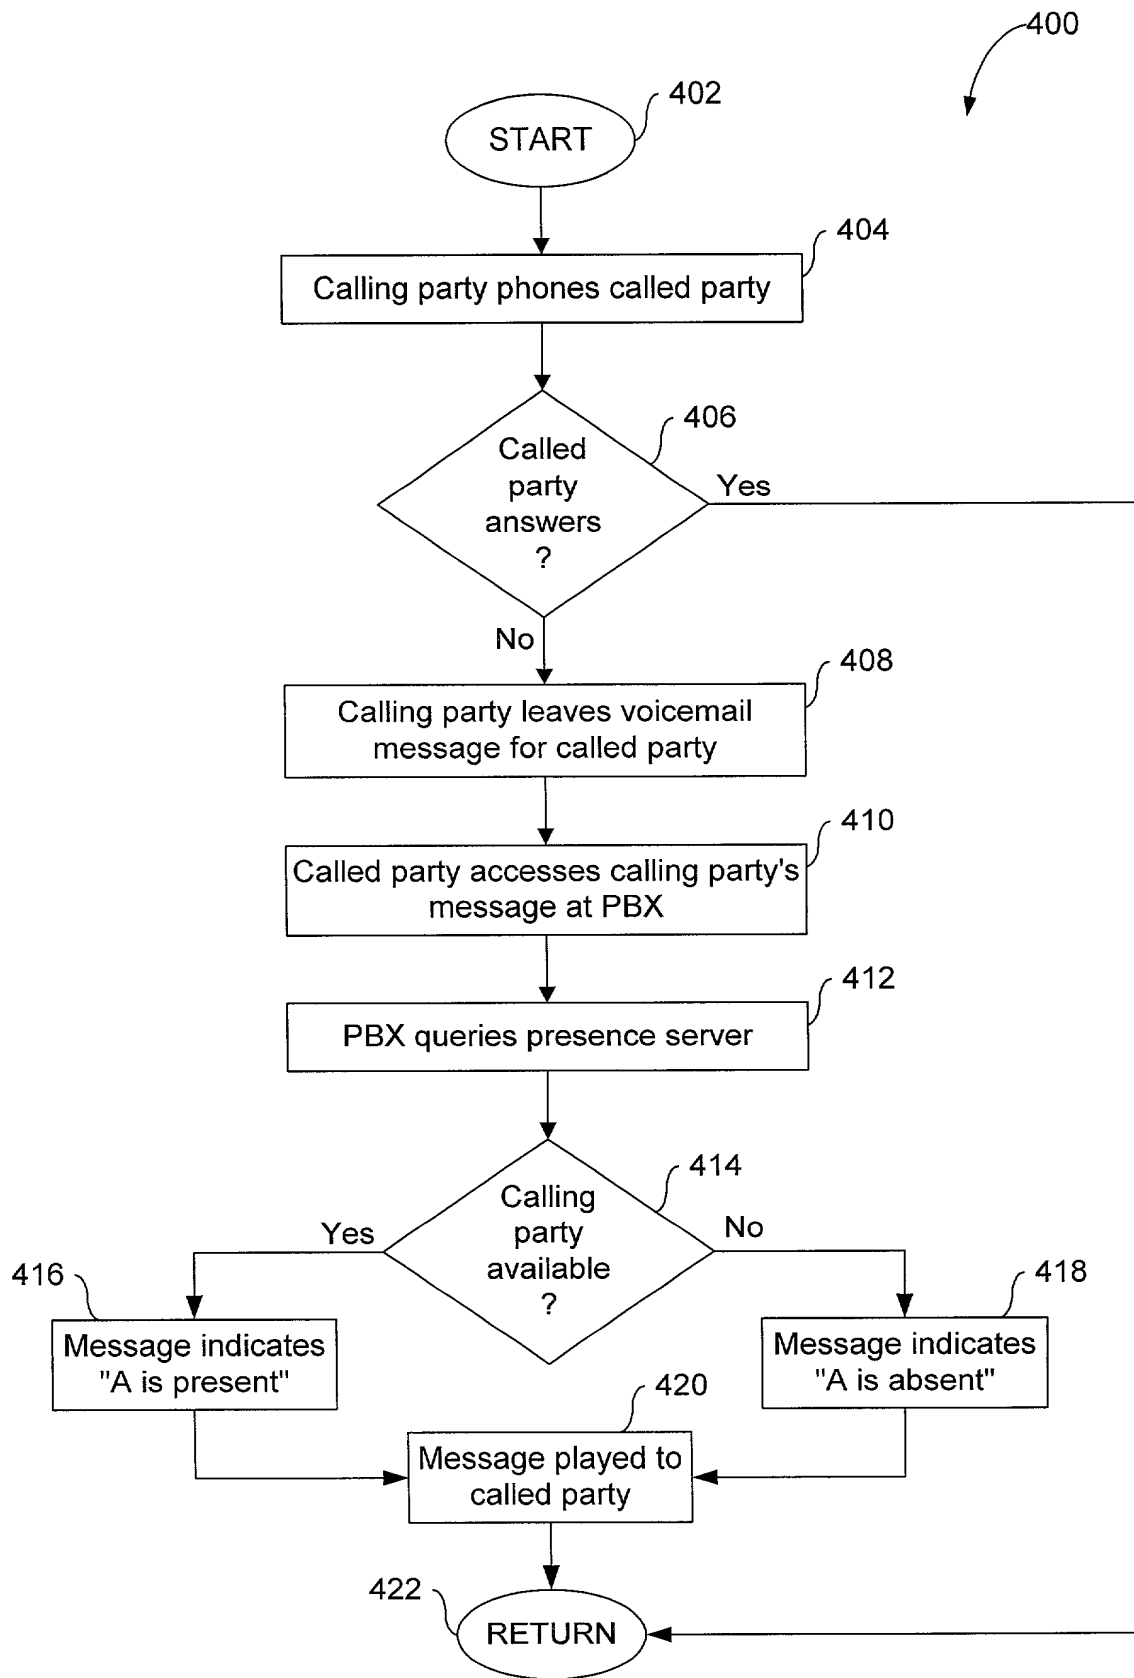 400
402
START
404
Calling party phones called party
406
Called
party
answers
?
Yes
No
408
Calling party leaves voicemail
message for called party
410
Called party accesses calling party's
message at PBX
412
PBX queries presence server
414
Calling
party
available
?
Yes
No
416
Message indicates
"A is present"
418
Message indicates
"A is absent"
420
Message played to
called party
422
RETURN